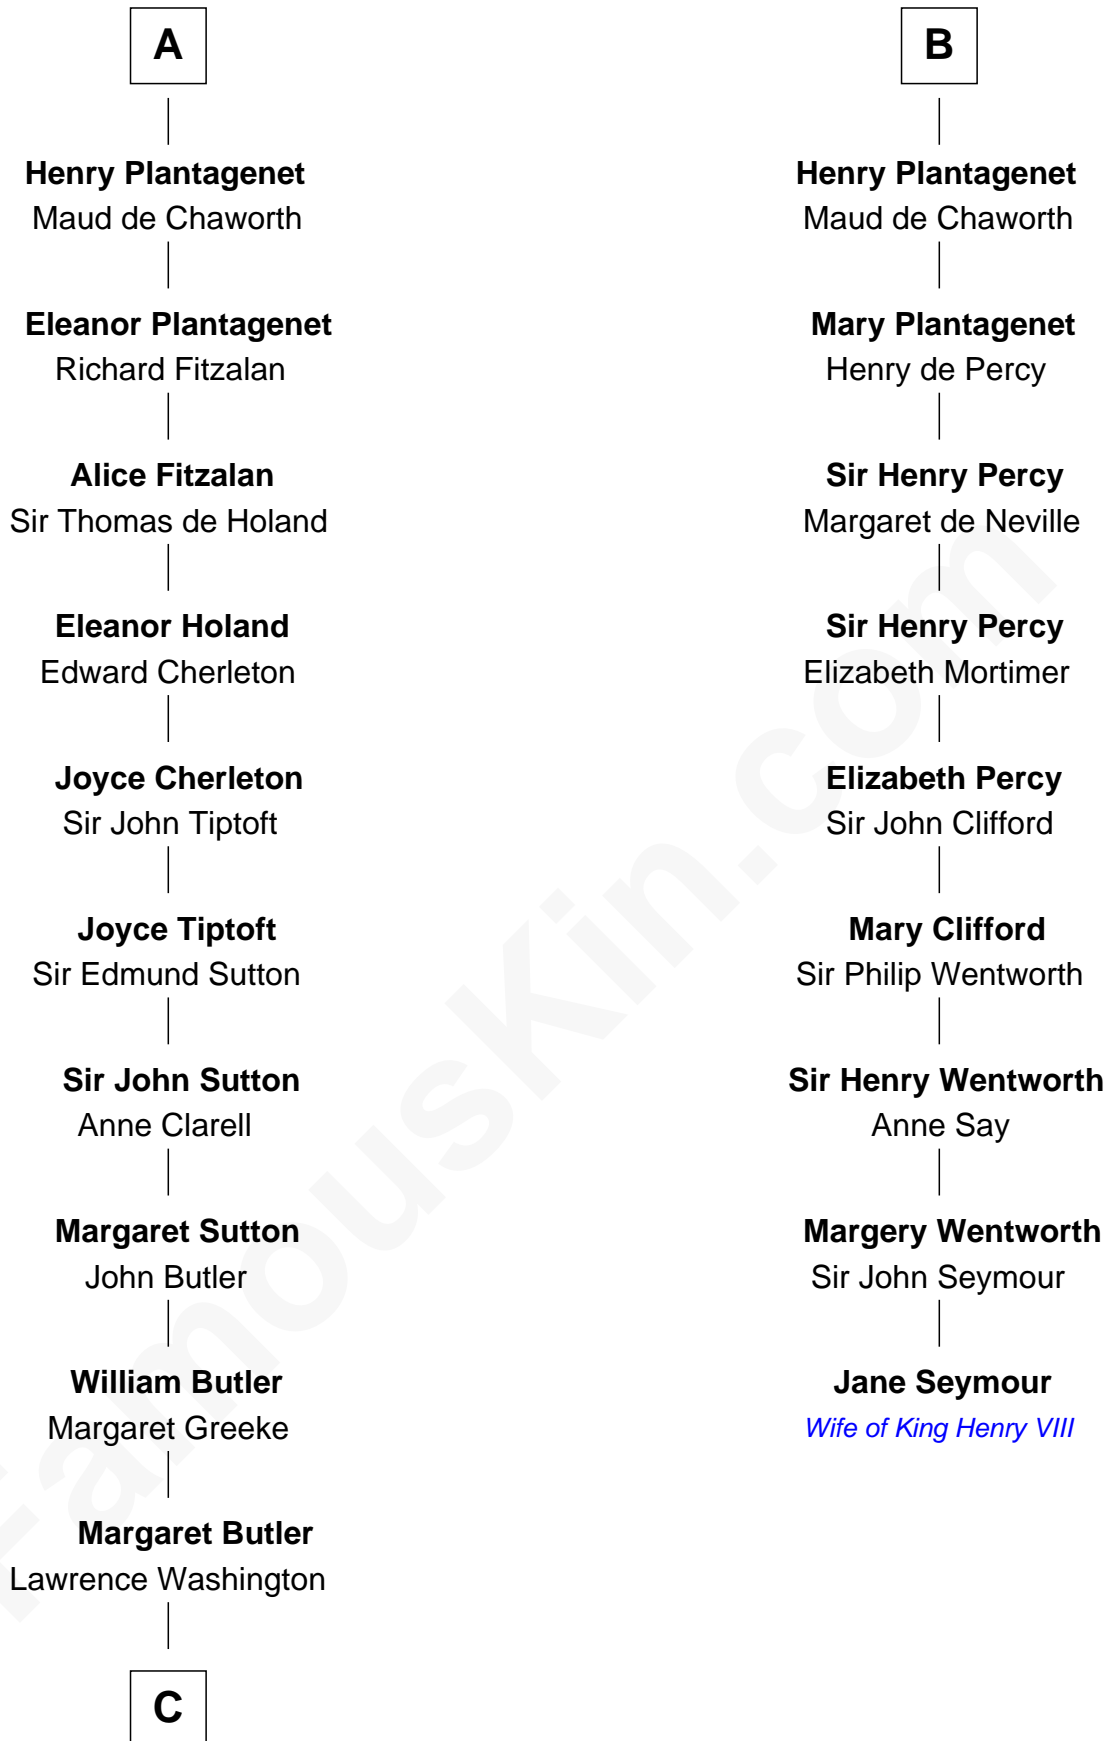 A
Henry Plantagenet
Maud de Chaworth
Eleanor Plantagenet
Richard Fitzalan
Alice Fitzalan
Sir Thomas de Holand
Eleanor Holand
Edward Cherleton
Joyce Cherleton
Sir John Tiptoft
Joyce Tiptoft
Sir Edmund Sutton
Sir John Sutton
Anne Clarell
Margaret Sutton
John Butler
William Butler
Margaret Greeke
Margaret Butler
Lawrence Washington
C
B
Henry Plantagenet
Maud de Chaworth
Mary Plantagenet
Henry de Percy
Sir Henry Percy
Margaret de Neville
Sir Henry Percy
Elizabeth Mortimer
Elizabeth Percy
Sir John Clifford
Mary Clifford
Sir Philip Wentworth
Sir Henry Wentworth
Anne Say
Margery Wentworth
Sir John Seymour
Jane Seymour
Wife of King Henry VIII
FamousKin.com